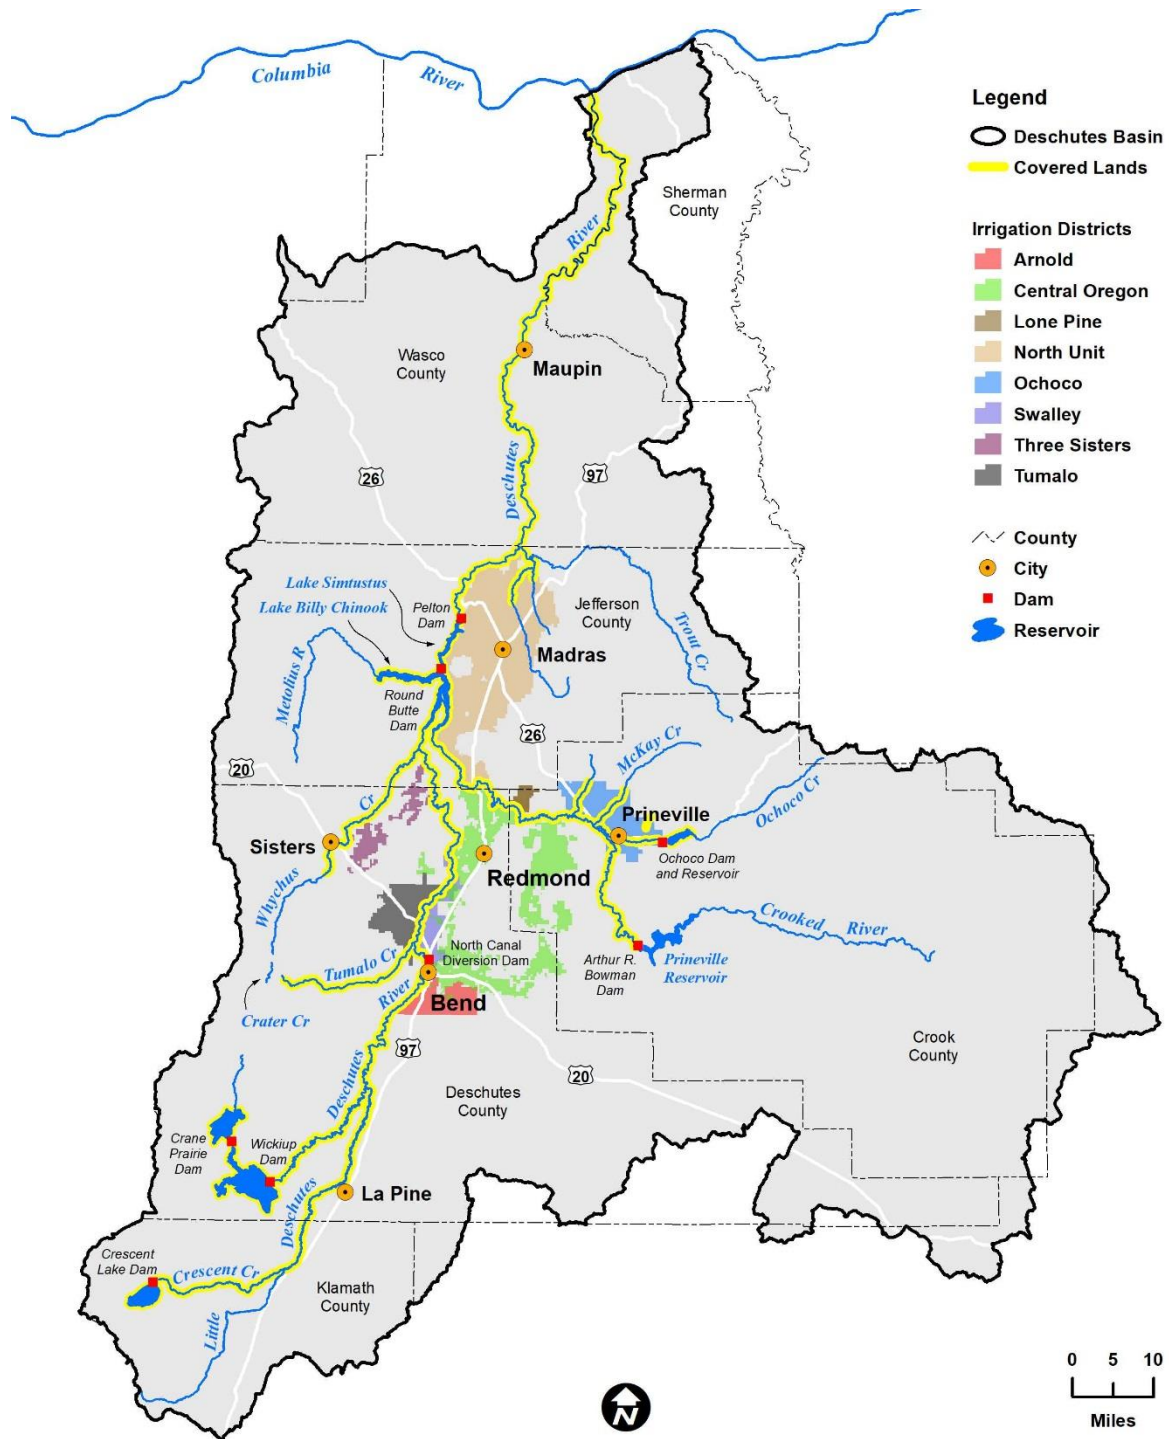 Columbia
River
Legend
Deschutes Basin
Covered Lands
Sherman
County
River
Irrigation Districts
Arnold
Central Oregon
Lone Pine
North Unit
Ochoco
Swalley
Three Sisters
Tumalo
Wasco
County
Maupin
26
97
Deschutes
County
City
Dam
Reservoir
Lake Simtustus
Lake Billy Chinook
Pelton
Dam
Jefferson
County
Trout Cr
Madras
Metolius R
Round
Butte
Dam
26
McKay Cr
20
Cr
Prineville
Ochoco Cr
Sisters
Ochoco Dam
and Reservoir
Redmond
Whychus
Crooked River
North Canal
Diversion Dam
Tumalo Cr
Arthur R.
Bowman
Dam
Prineville
Reservoir
River
Bend
Crater Cr
97
Crook
County
20
Deschutes
Deschutes
County
Crane
Prairie
Dam
Wickiup
Dam
La Pine
Deschutes
Crescent
Lake Dam
Crescent Cr
Klamath
County
Little
0 5 10
Miles
N